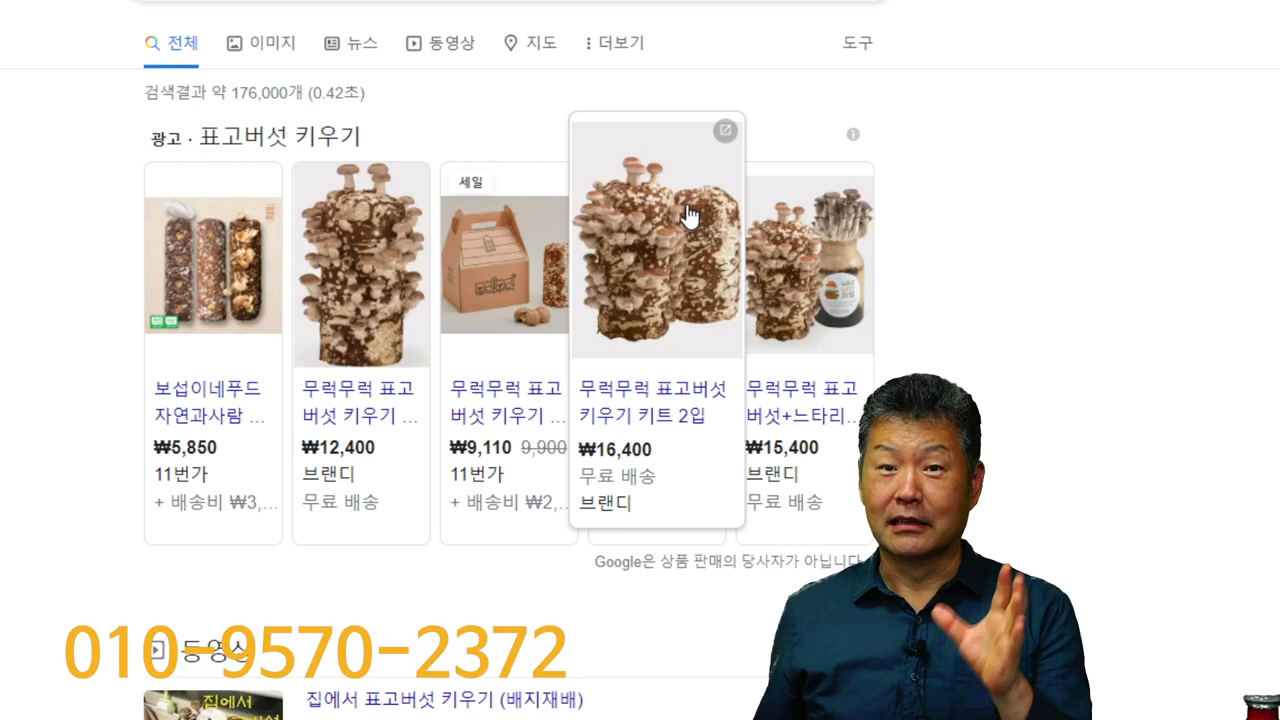 전체
이미지
뉴스
동영상
지도
더보기
도구
검색결과 약 176,000개 (0.42초)
광고 · 표고버섯 키우기
세일
보섭이네푸드
자연과사람 ...
₩5,850
11번가
+ 배송비 ₩3,...
무럭무럭 표고
버섯 키우기 ...
₩12,400
브랜디
무료 배송
무럭무럭 표고
버섯 키우기 ...
₩9,110 9,900
11번가
+ 배송비 ₩2,...
무럭무럭 표고버섯
키우기 키트 2입
₩16,400
무료 배송
브랜디
무럭무럭 표고
버섯+느타리...
₩15,400
브랜디
무료 배송
Google은 상품 판매의 당사자가 아닙니다
동영상
010-9570-2372
집에서
집에서 표고버섯 키우기 (배지재배)